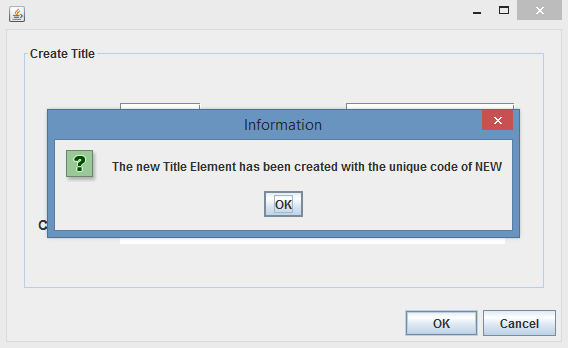 Create Title
Information
?
The new Title Element has been created with the unique code of NEW
OK
C
OK
Cancel